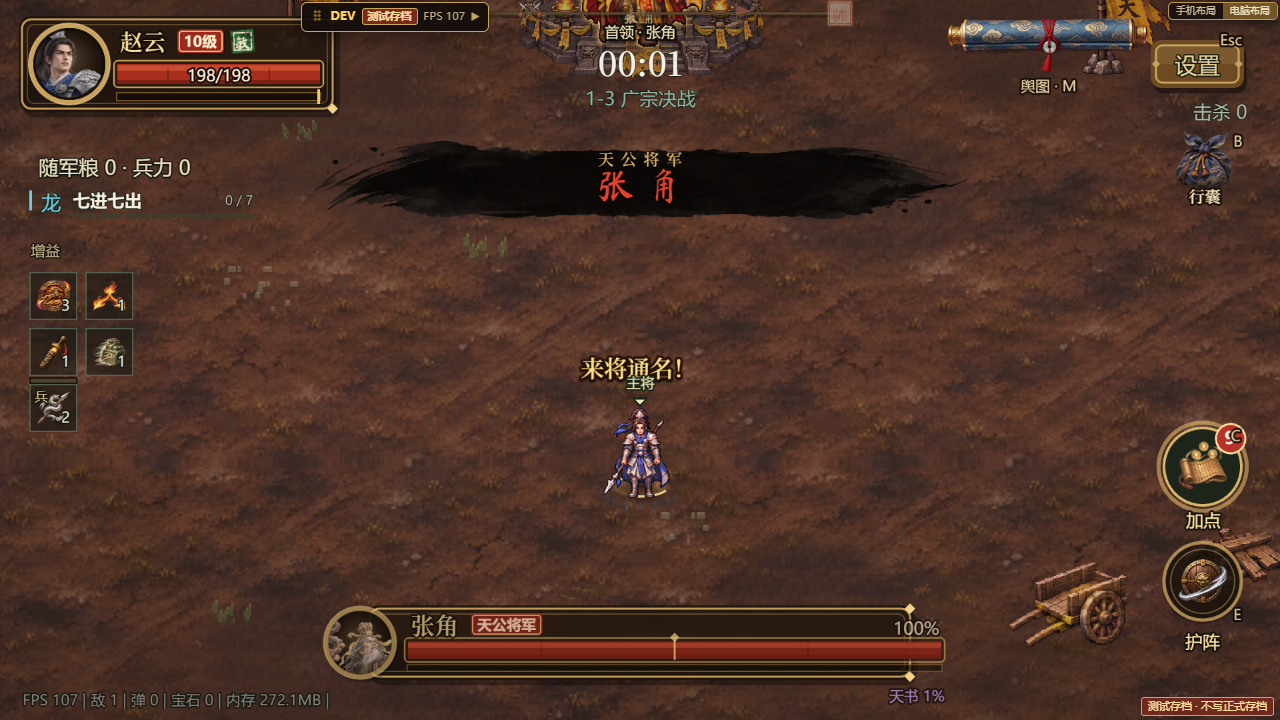 DEV 测试存档 FPS 107 ▶
手机布局 电脑布局
赵云 10级 敏
198/198
首领 · 张角
00:01
1-3 广宗决战
舆图 · M
Esc
设置
击杀 0
B
行囊
随军粮 0 · 兵力 0
龙 七进七出 0 / 7
天公将军
张角
增益
3
1
1
1
兵 2
来将通名!
主将
加点
E
护阵
张角 天公将军 100%
天书 1%
FPS 107 | 敌 1 | 弹 0 | 宝石 0 | 内存 272.1MB |
测试存档 · 不写正式存档